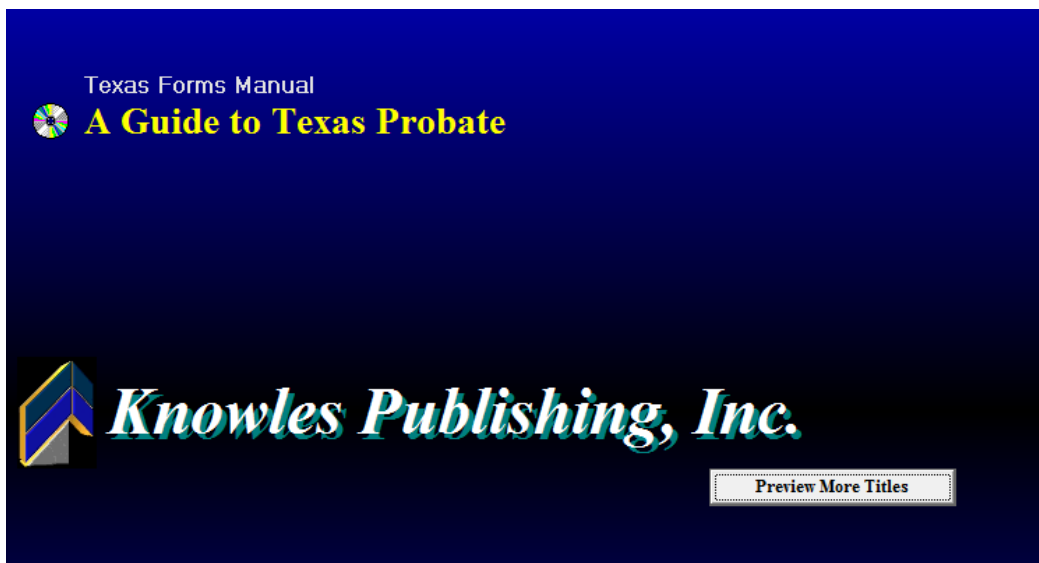 Texas Forms Manual
A Guide to Texas Probate
Knowles Publishing, Inc.
Preview More Titles